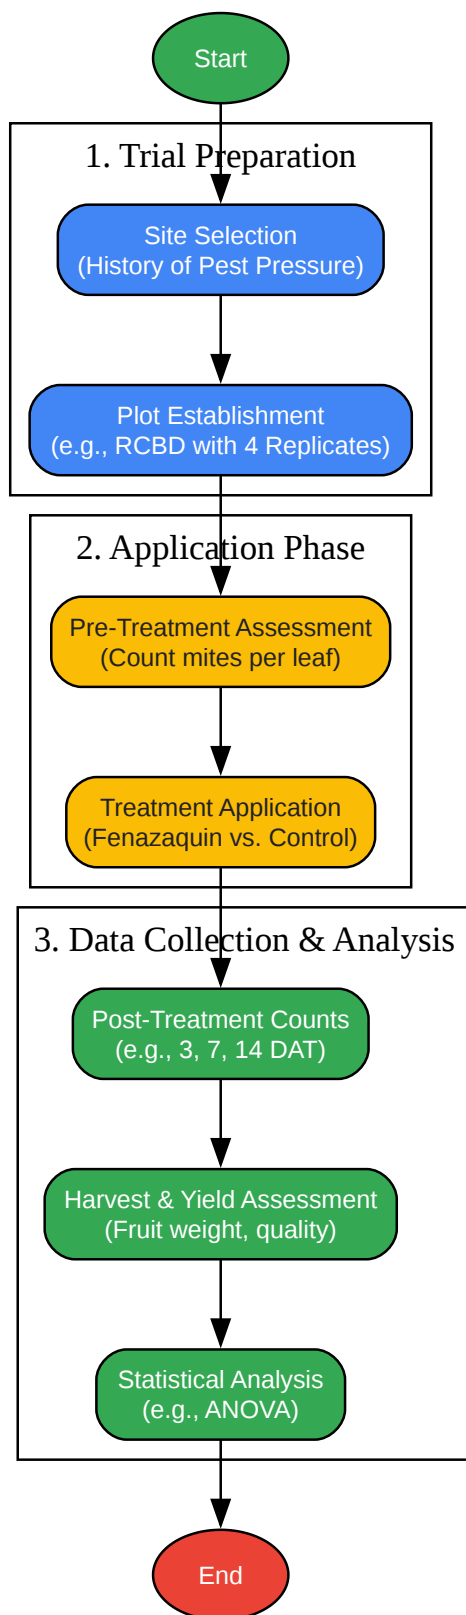 Start
1. Trial Preparation
Site Selection
(History of Pest Pressure)
Plot Establishment
(e.g., RCBD with 4 Replicates)
2. Application Phase
Pre-Treatment Assessment
(Count mites per leaf)
Treatment Application
(Fenazaquin vs. Control)
3. Data Collection & Analysis
Post-Treatment Counts
(e.g., 3, 7, 14 DAT)
Harvest & Yield Assessment
(Fruit weight, quality)
Statistical Analysis
(e.g., ANOVA)
End